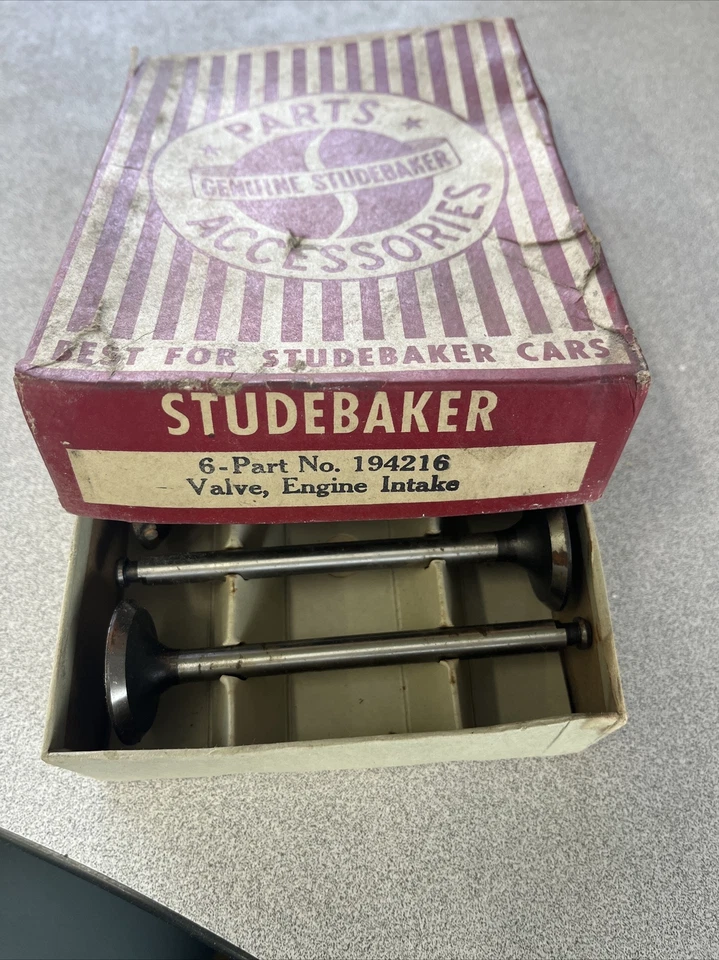 PARTS
GENUINE STUDEBAKER
ACCESSORIES
BEST FOR STUDEBAKER CARS
STUDEBAKER
6-Part No. 194216
Valve, Engine Intake